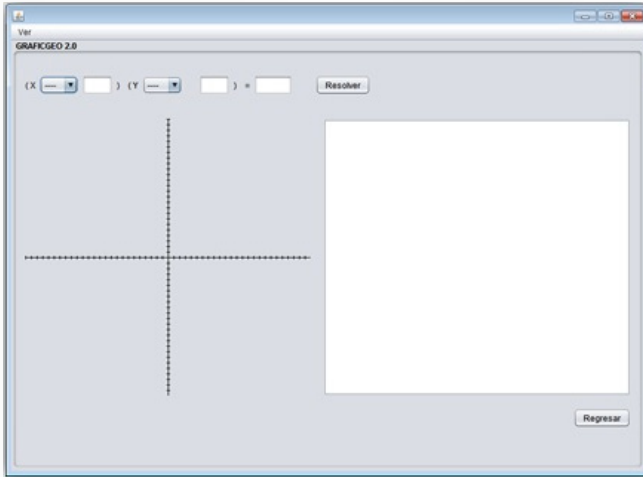 Ver
GRAFICGEO 2.0
(X ---- ) (Y ---- ) = Resolver
Regresar